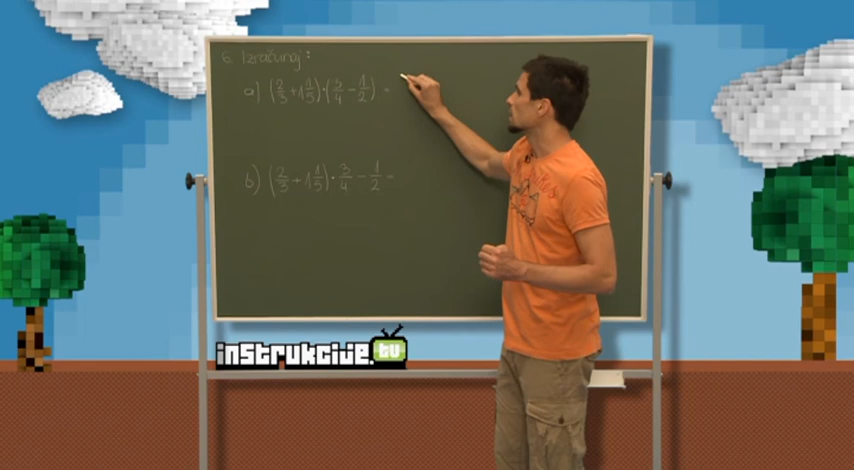 6. Izračunaj:
a) (2/3 + 1 1/5) · (3/4 - 1/2) =
b) (2/3 + 1 1/5) · 3/4 - 1/2 =
instrukcije.tv